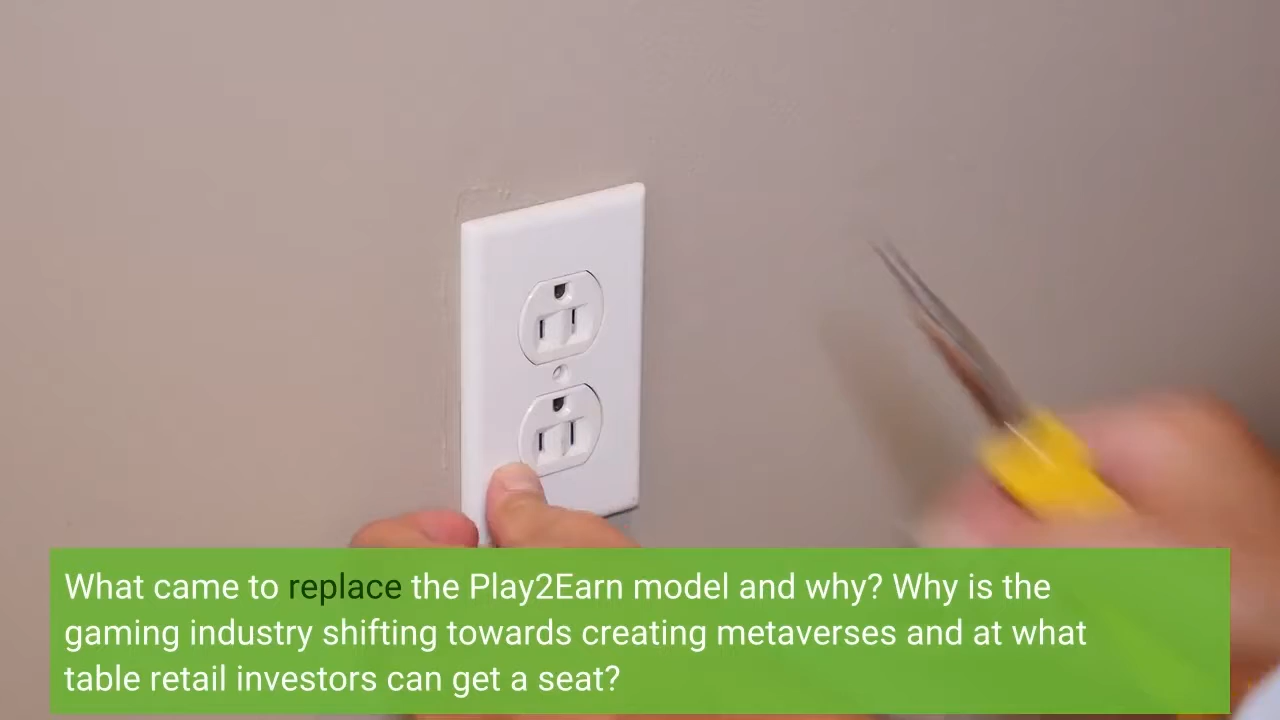 What came to replace the Play2Earn model and why? Why is the
gaming industry shifting towards creating metaverses and at what
table retail investors can get a seat?